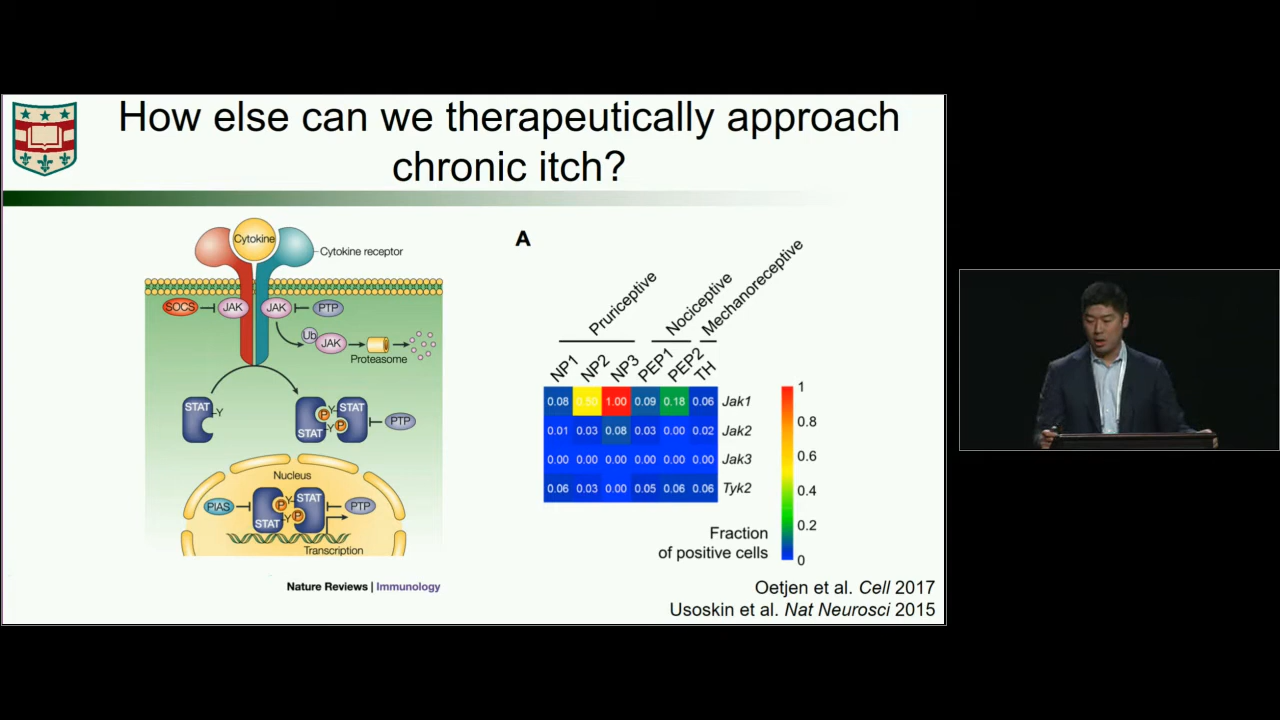 How else can we therapeutically approach
chronic itch?
Cytokine
Cytokine receptor
SOCS
JAK
JAK
PTP
Ub
JAK
Proteasome
STAT
Y
STAT
STAT
Y
Y
P
P
PTP
Nucleus
PIAS
STAT
STAT
Y
Y
P
P
PTP
Transcription
Nature Reviews | Immunology
A
Pruriceptive
Nociceptive
Mechanoreceptive
NP1 NP2 NP3 PEP1 PEP2 TH
0.08 0.50 1.00 0.09 0.18 0.06 Jak1
0.01 0.03 0.08 0.03 0.00 0.02 Jak2
0.00 0.00 0.00 0.00 0.00 0.00 Jak3
0.06 0.03 0.00 0.05 0.06 0.06 Tyk2
1
0.8
0.6
0.4
0.2
0
Fraction
of positive cells
Oetjen et al. Cell 2017
Usoskin et al. Nat Neurosci 2015